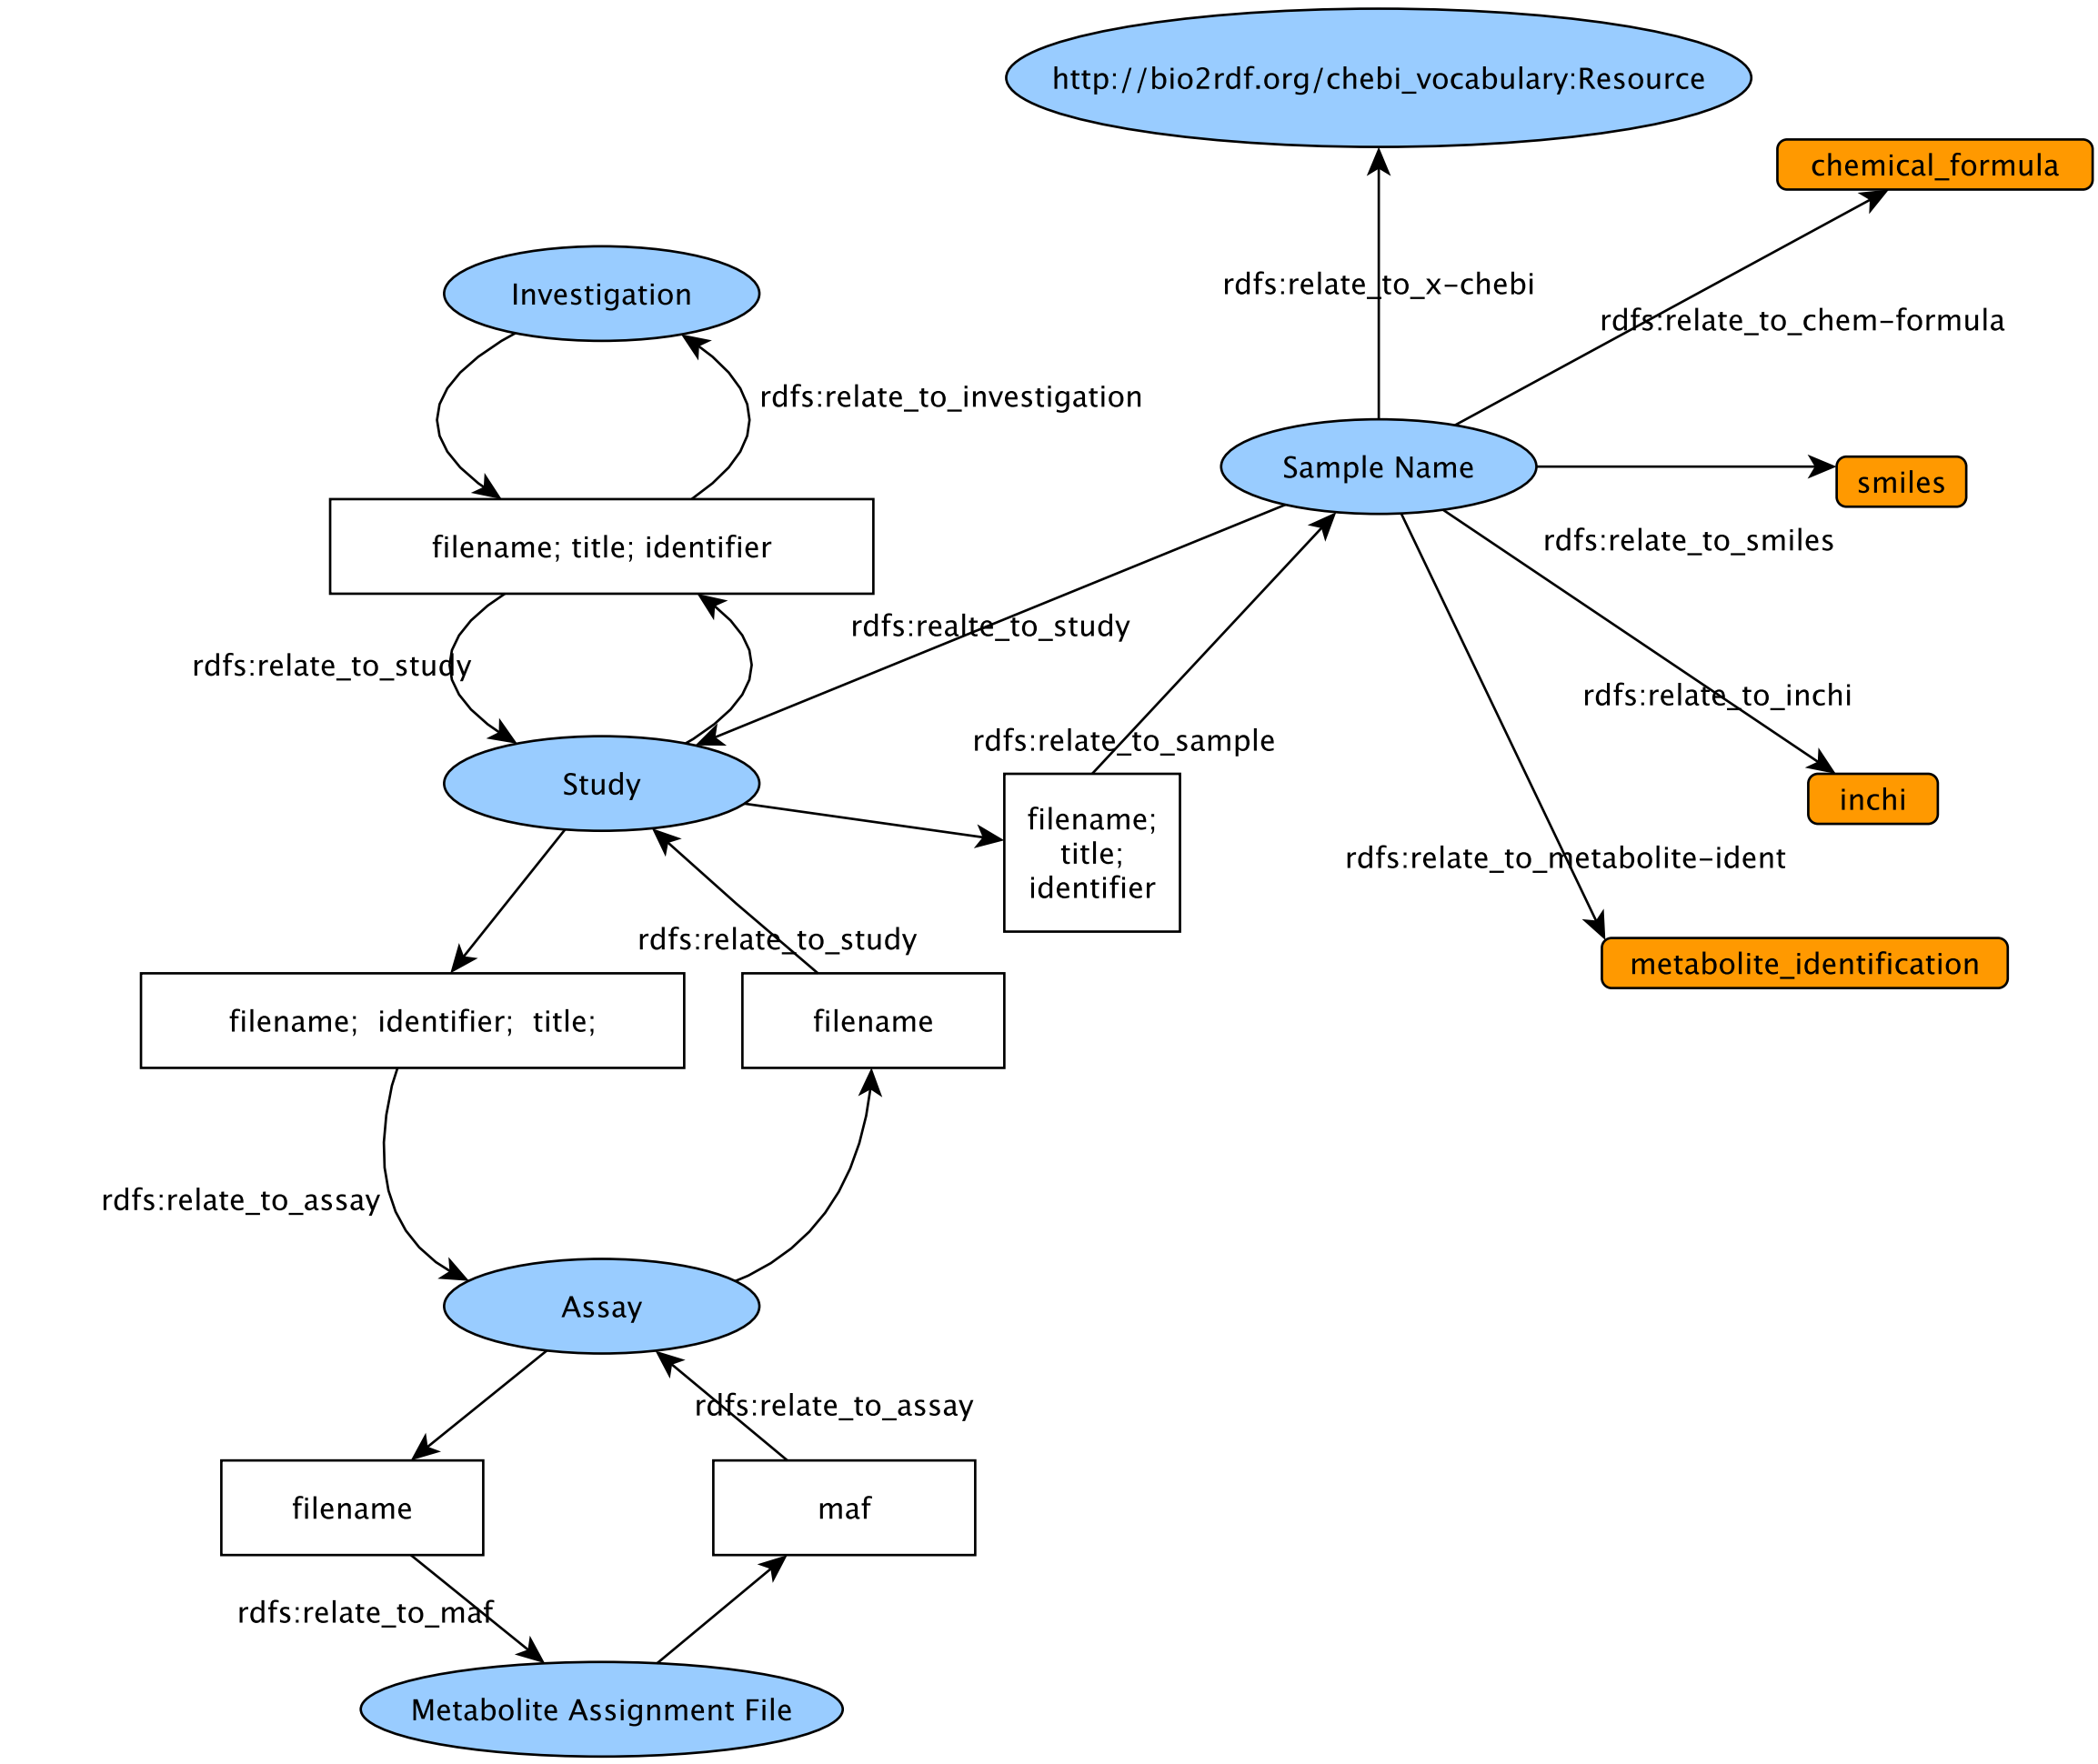 http://bio2rdf.org/chebi_vocabulary:Resource
chemical_formula
Investigation
rdfs:relate_to_x-chebi
rdfs:relate_to_chem-formula
rdfs:relate_to_investigation
Sample Name
smiles
filename; title; identifier
rdfs:relate_to_smiles
rdfs:realte_to_study
rdfs:relate_to_study
rdfs:relate_to_inchi
rdfs:relate_to_sample
Study
inchi
filename;
title;
identifier
rdfs:relate_to_metabolite-ident
rdfs:relate_to_study
metabolite_identification
filename;  identifier;  title;
filename
rdfs:relate_to_assay
Assay
rdfs:relate_to_assay
filename
maf
rdfs:relate_to_maf
Metabolite Assignment File